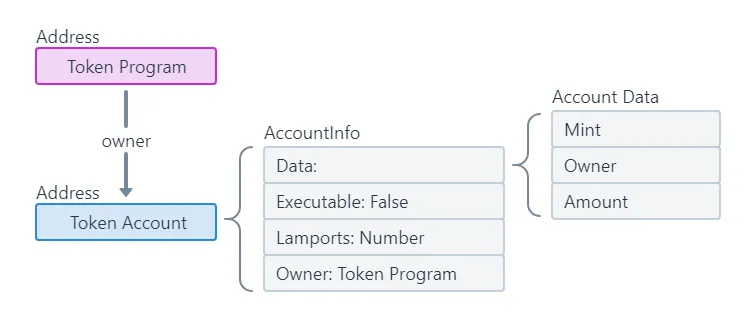 Address
Token Program
owner
Address
Token Account
AccountInfo
Data:
Executable: False
Lamports: Number
Owner: Token Program
Account Data
Mint
Owner
Amount